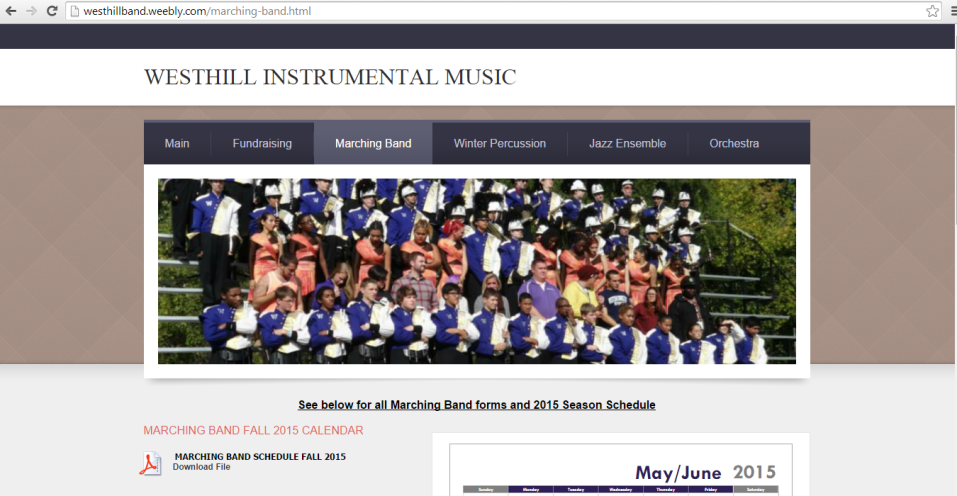 westhillband.weebly.com/marching-band.html
WESTHILL INSTRUMENTAL MUSIC
Main Fundraising Marching Band Winter Percussion Jazz Ensemble Orchestra
See below for all Marching Band forms and 2015 Season Schedule
MARCHING BAND FALL 2015 CALENDAR
MARCHING BAND SCHEDULE FALL 2015
Download File
May/June 2015
Sunday Monday Tuesday Wednesday Thursday Friday Saturday